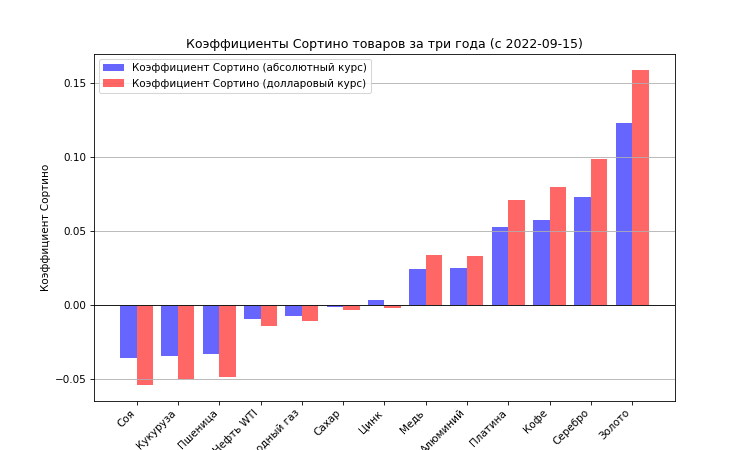 Коэффициенты Сортино товаров за три года (с 2022-09-15)
Коэффициент Сортино (абсолютный курс)
Коэффициент Сортино (долларовый курс)
Коэффициент Сортино
0.15
0.10
0.05
0.00
−0.05
Соя
Кукуруза
Пшеница
Нефть WTI
газ
Сахар
Цинк
Медь
Алюминий
Платина
Кофе
Серебро
Золото